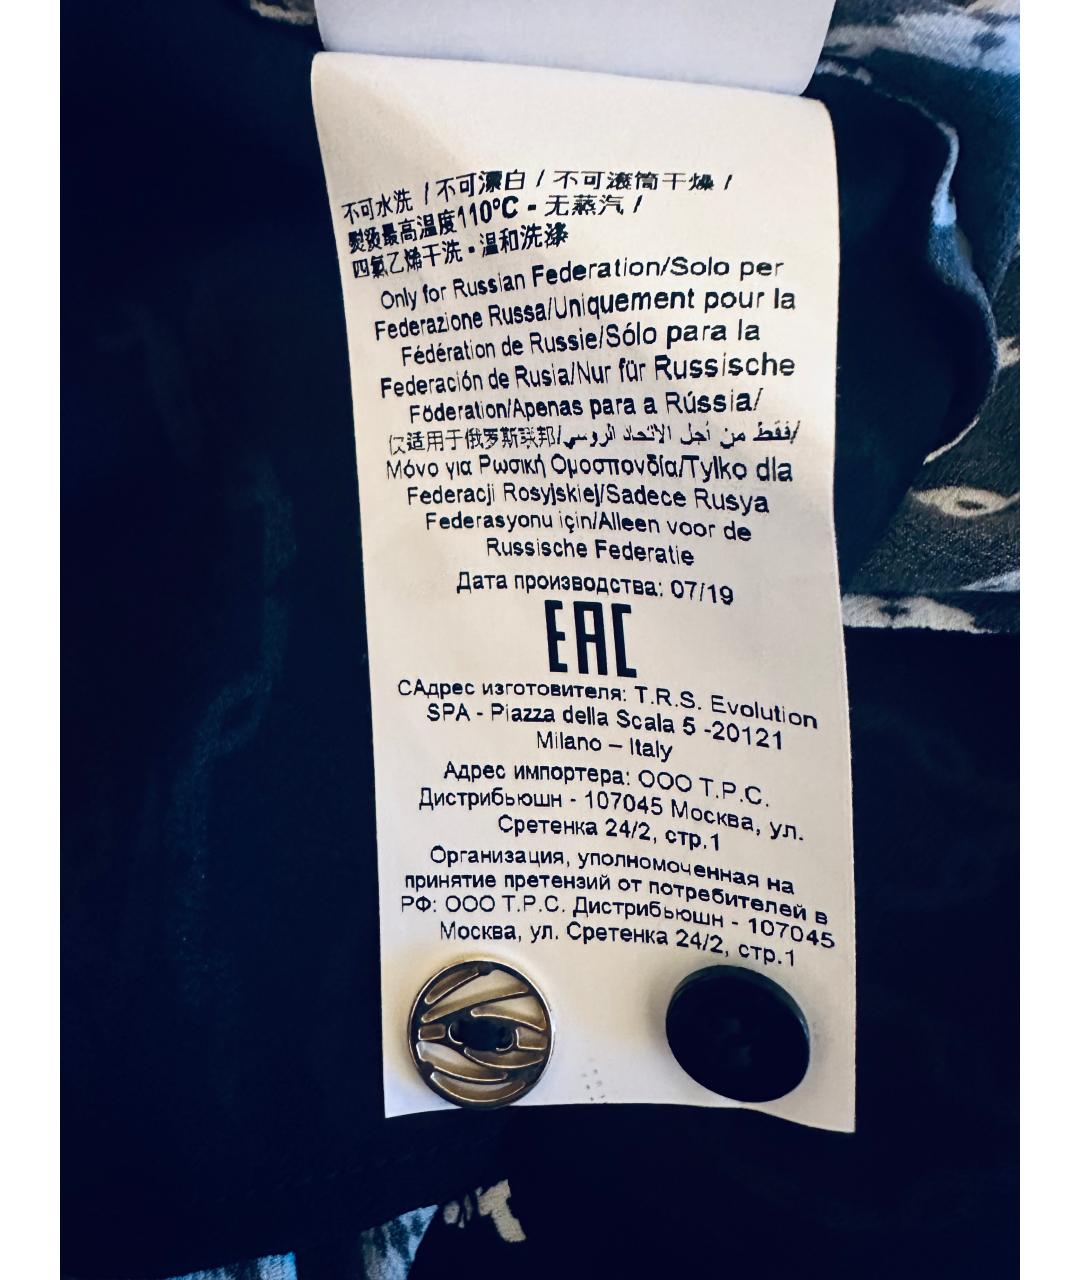 不可水洗 / 不可漂白 / 不可滚筒干燥 /
熨烫最高温度110°C - 无蒸汽 /
四氯乙烯干洗 - 温和洗涤
Only for Russian Federation/Solo per
Federazione Russa/Uniquement pour la
Fédération de Russie/Sólo para la
Federación de Rusia/Nur für Russische
Föderation/Apenas para a Rússia/
仅适用于俄罗斯联邦/فقط من أجل الاتحاد الروسي/
Μόνο για Ρωσική Ομοσπονδία/Tylko dla
Federacji Rosyjskiej/Sadece Rusya
Federasyonu için/Alleen voor de
Russische Federatie
Дата производства: 07/19
EAC
САдрес изготовителя: T.R.S. Evolution
SPA - Piazza della Scala 5 -20121
Milano – Italy
Адрес импортера: ООО Т.Р.С.
Дистрибьюшн - 107045 Москва, ул.
Сретенка 24/2, стр.1
Организация, уполномоченная на
принятие претензий от потребителей в
РФ: ООО Т.Р.С. Дистрибьюшн - 107045
Москва, ул. Сретенка 24/2, стр.1